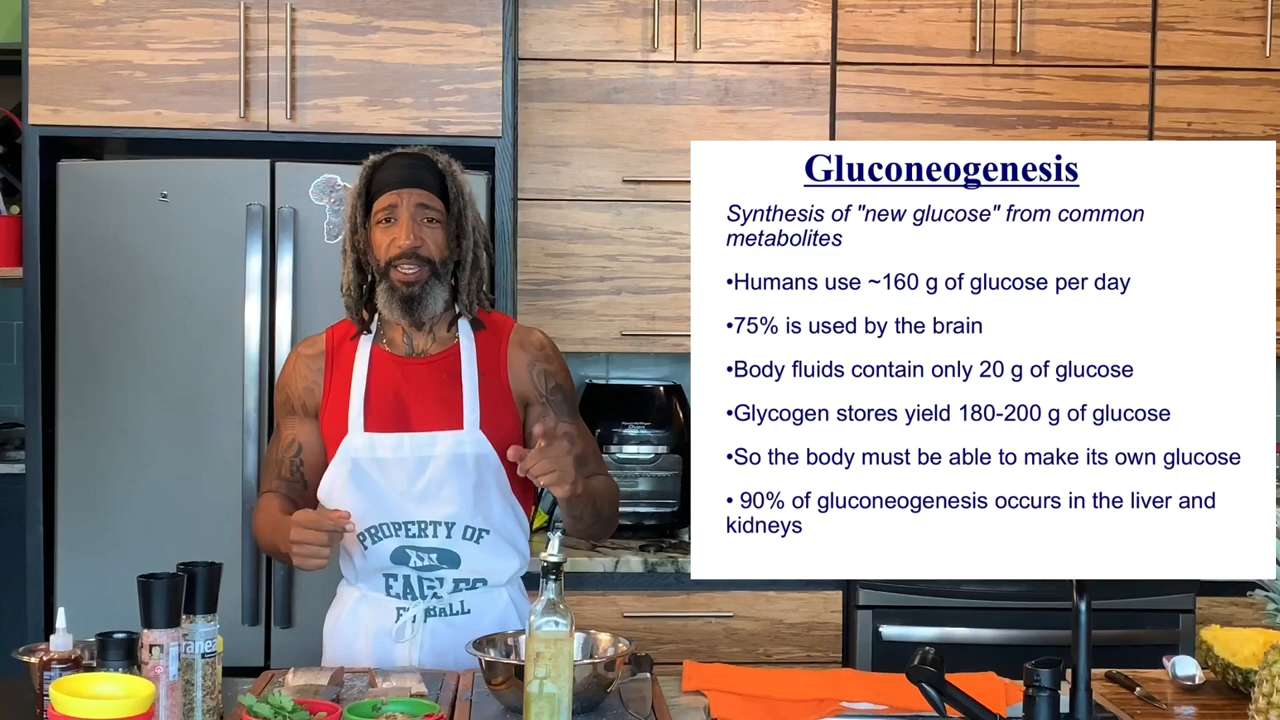 Gluconeogenesis
Synthesis of "new glucose" from common
metabolites
•Humans use ~160 g of glucose per day
•75% is used by the brain
•Body fluids contain only 20 g of glucose
•Glycogen stores yield 180-200 g of glucose
•So the body must be able to make its own glucose
• 90% of gluconeogenesis occurs in the liver and
kidneys
PROPERTY OF
XXL
EAGLES